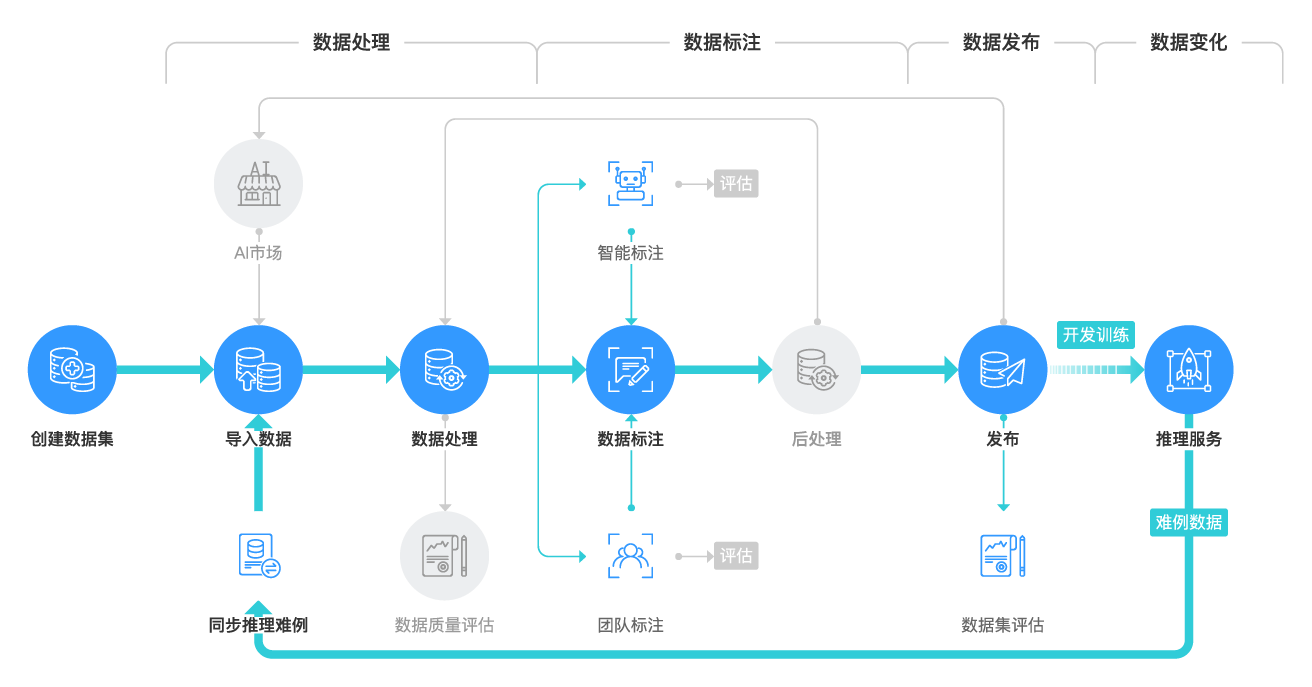 数据处理
数据标注
数据发布
数据变化
AI
评估
AI市场
智能标注
开发训练
创建数据集
导入数据
数据处理
数据标注
后处理
发布
推理服务
难例数据
评估
同步推理难例
数据质量评估
团队标注
数据集评估